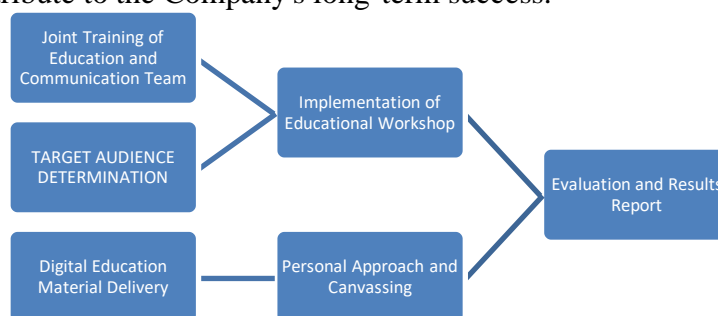 tribute to the Company's long-term success.
Joint Training of
Education and
Communication Team
TARGET AUDIENCE
DETERMINATION
Digital Education
Material Delivery
Implementation of
Educational Workshop
Personal Approach and
Canvassing
Evaluation and Results
Report